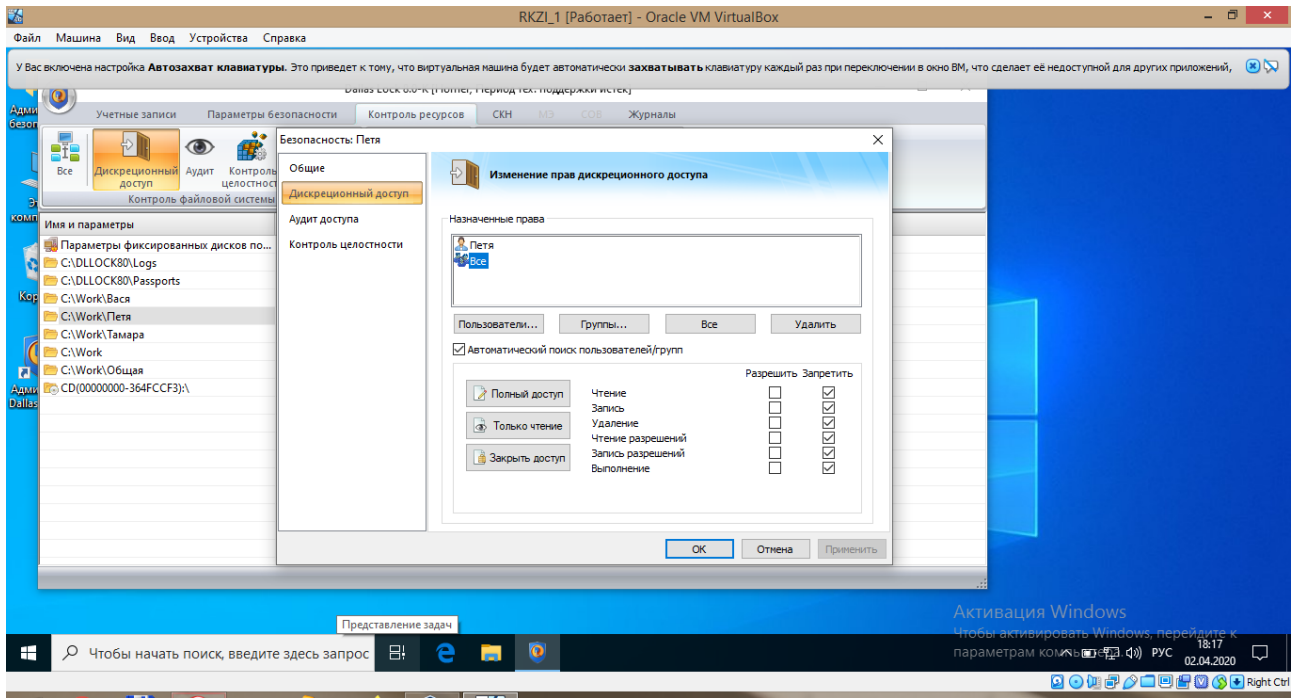 RKZI_1 [Работает] - Oracle VM VirtualBox
Файл Машина Вид Ввод Устройства Справка
У Вас включена настройка Автозахват клавиатуры. Это приведет к тому, что виртуальная машина будет автоматически захватывать клавиатуру каждый раз при переключении в окно ВМ, что сделает её недоступной для других приложений,
Учетные записи Параметры безопасности Контроль ресурсов СКН МЭ СОВ Журналы
Все
Дискреционный доступ
Аудит
Контроль целостност
Контроль файловой системы
Имя и параметры
Параметры фиксированных дисков по...
C:\DLLOCK80\Logs
C:\DLLOCK80\Passports
C:\Work\Вася
C:\Work\Петя
C:\Work\Тамара
C:\Work
C:\Work\Общая
CD(00000000-364FCCF3):\
Безопасность: Петя
Общие
Дискреционный доступ
Аудит доступа
Контроль целостности
Изменение прав дискреционного доступа
Назначенные права
Петя
Все
Пользователи... Группы... Все Удалить
Автоматический поиск пользователей/групп
Разрешить Запретить
Полный доступ
Только чтение
Закрыть доступ
Чтение
Запись
Удаление
Чтение разрешений
Запись разрешений
Выполнение
ОК Отмена Применить
Представление задач
Активация Windows
Чтобы активировать Windows, перейдите к
параметрам
Чтобы начать поиск, введите здесь запрос
РУС
18:17
02.04.2020
Right Ctrl